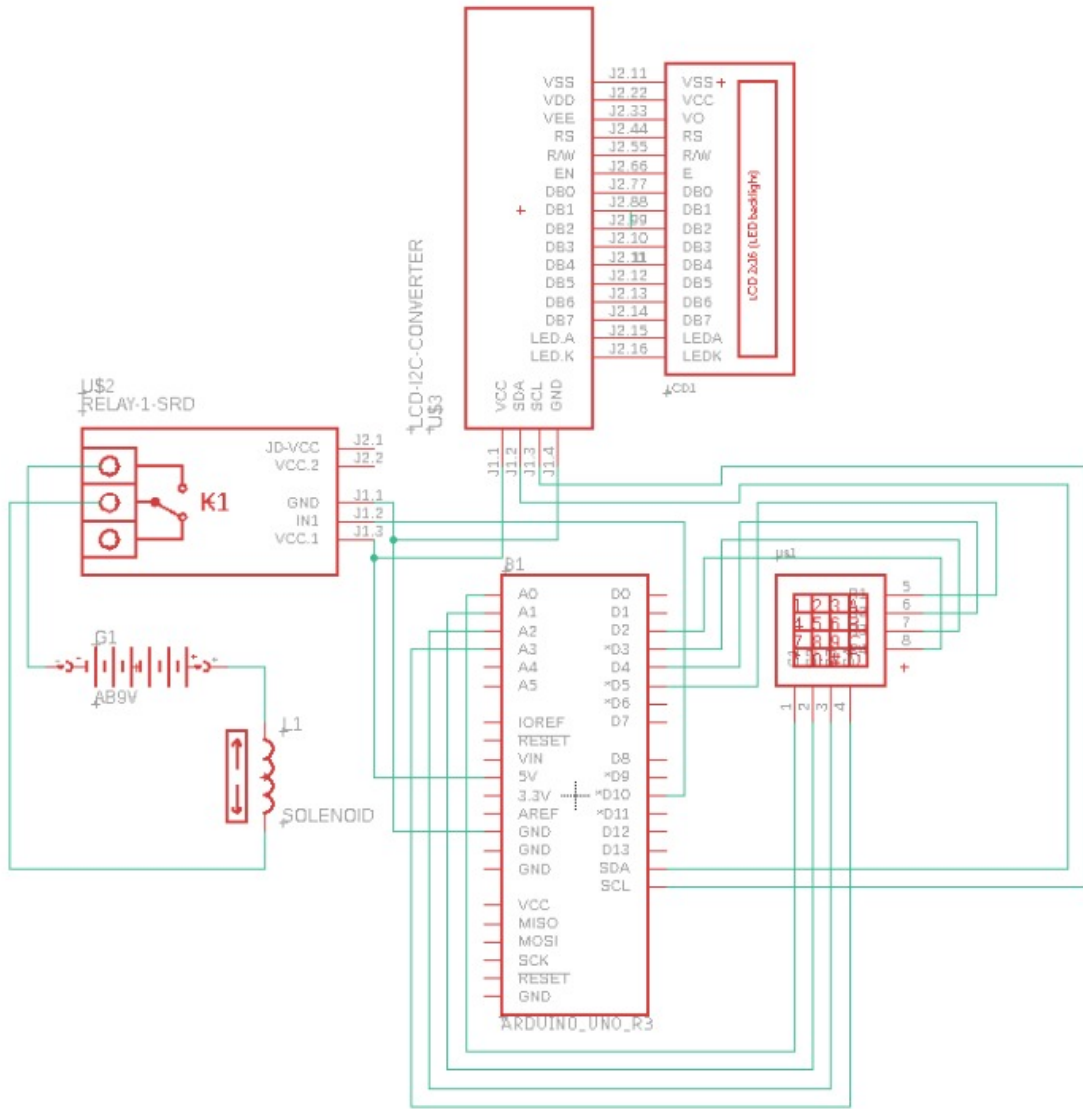 VSS
VDD
VEE
RS
R/W
EN
DB0
DB1
DB2
DB3
DB4
DB5
DB6
DB7
LED.A
LED.K
J2.11
J2.22
J2.33
J2.44
J2.55
J2.66
J2.77
J2.88
J2.99
J2.10
J2.11
J2.12
J2.13
J2.14
J2.15
J2.16
VSS
VCC
VO
RS
R/W
E
DB0
DB1
DB2
DB3
DB4
DB5
DB6
DB7
LEDA
LEDK
LCD 2x16 (LED backlight)
LCD1
LCD-I2C-CONVERTER
U$3
VCC
SDA
SCL
GND
J1.1
J1.2
J1.3
J1.4
U$2
RELAY-1-SRD
K1
JD-VCC
VCC.2
GND
IN1
VCC.1
J2.1
J2.2
J1.1
J1.2
J1.3
G1
AB9V
L1
SOLENOID
B1
A0
A1
A2
A3
A4
A5
IOREF
RESET
VIN
5V
3.3V
AREF
GND
GND
GND
VCC
MISO
MOSI
SCK
RESET
GND
D0
D1
D2
*D3
D4
*D5
*D6
D7
D8
*D9
*D10
*D11
D12
D13
SDA
SCL
ARDUINO_UNO_R3
1 2 3 A
4 5 6
7 8 9
5
6
7
8
1
2
3
4